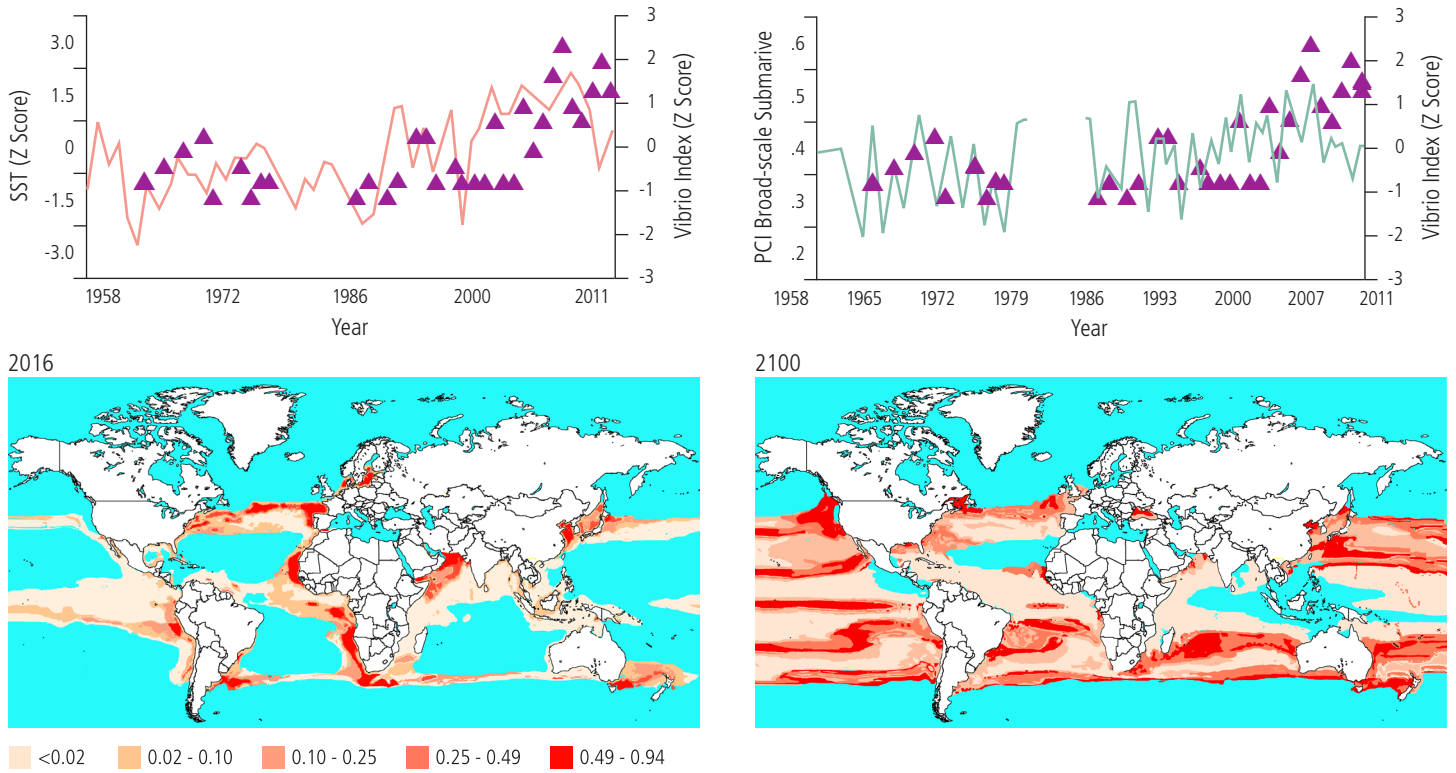 3.0
1.5
0
-1.5
-3.0
SST (Z Score)
3
2
1
0
-1
-2
-3
Vibrio Index (Z Score)
1958 1972 1986 2000 2011
Year
.6
.5
.4
.3
.2
PCI Broad-scale Submarive
3
2
1
0
-1
-2
-3
Vibrio Index (Z Score)
1958 1965 1972 1979 1986 1993 2000 2007 2011
Year
2016
2100
<0.02 0.02 - 0.10 0.10 - 0.25 0.25 - 0.49 0.49 - 0.94